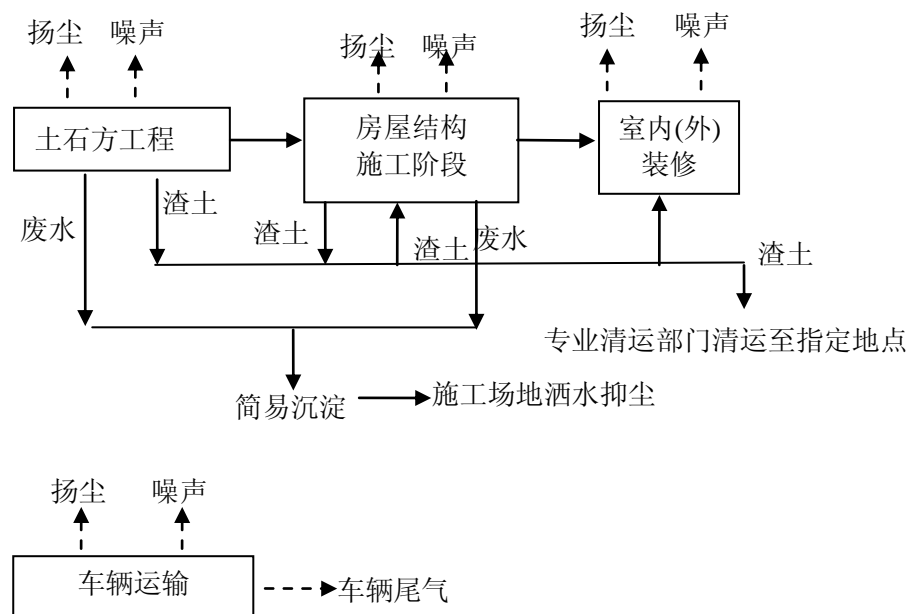 扬尘 噪声 扬尘 噪声 扬尘 噪声
土石方工程
房屋结构
施工阶段
室内(外)
装修
废水 渣土 渣土 渣土 废水 渣土
专业清运部门清运至指定地点
简易沉淀 施工场地洒水抑尘
扬尘 噪声
车辆运输 车辆尾气